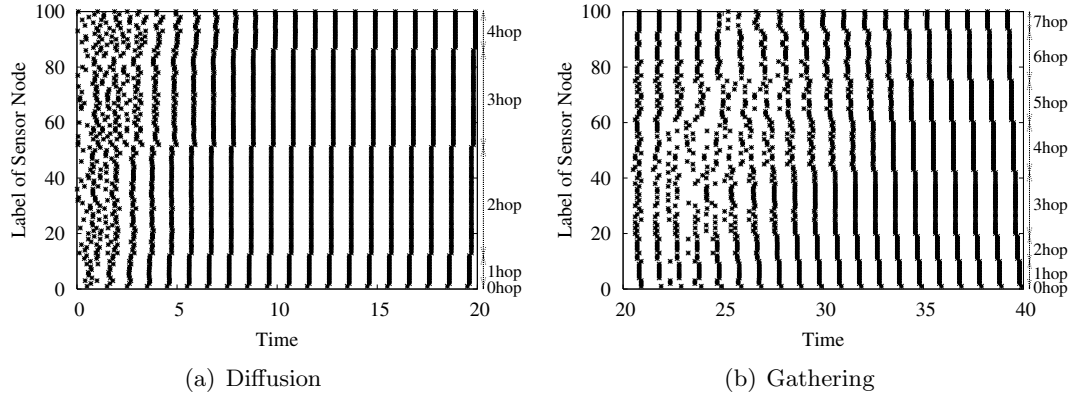 100
80
60
40
20
0
Label of Sensor Node
0 5 10 15 20
Time
4hop
3hop
2hop
1hop
0hop
(a) Diffusion
100
80
60
40
20
0
Label of Sensor Node
20 25 30 35 40
Time
7hop
6hop
5hop
4hop
3hop
2hop
1hop
0hop
(b) Gathering